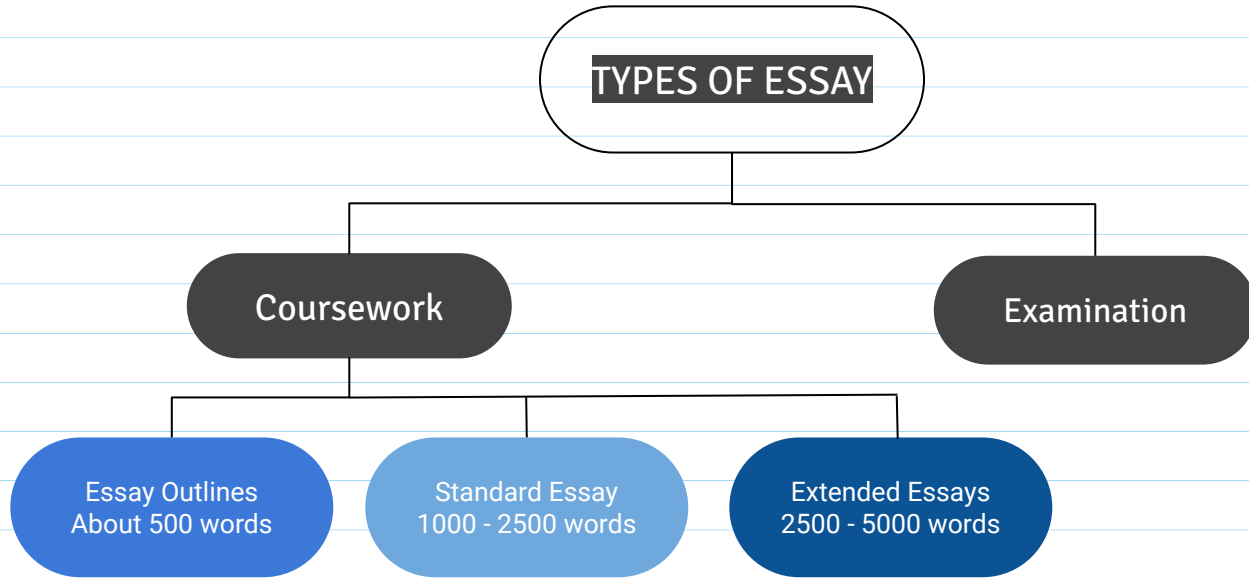 TYPES OF ESSAY
Coursework
Examination
Essay Outlines
About 500 words
Standard Essay
1000 - 2500 words
Extended Essays
2500 - 5000 words